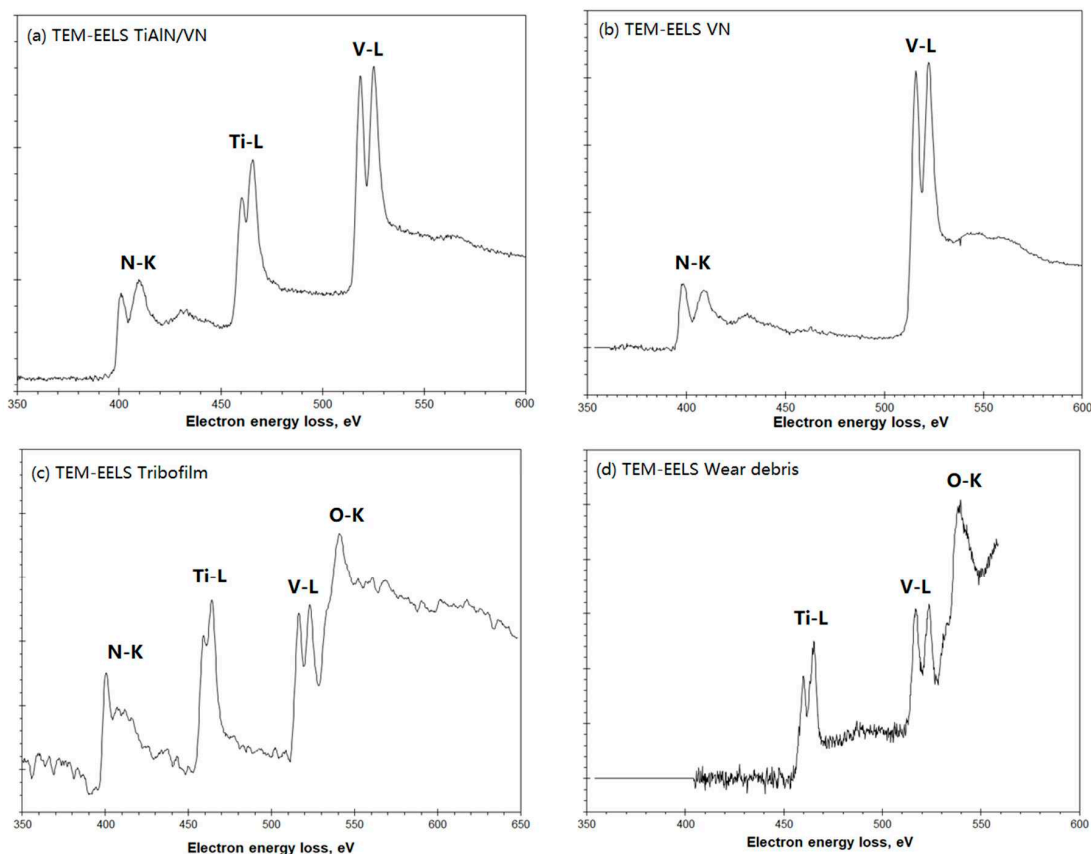 (a) TEM-EELS TiAlN/VN
V-L
Ti-L
N-K
350 400 450 500 550 600
Electron energy loss, eV
(b) TEM-EELS VN
V-L
N-K
350 400 450 500 550 600
Electron energy loss, eV
(c) TEM-EELS Tribofilm
O-K
Ti-L
V-L
N-K
350 400 450 500 550 600 650
Electron energy loss, eV
(d) TEM-EELS Wear debris
O-K
V-L
Ti-L
350 400 450 500 550 600
Electron energy loss, eV